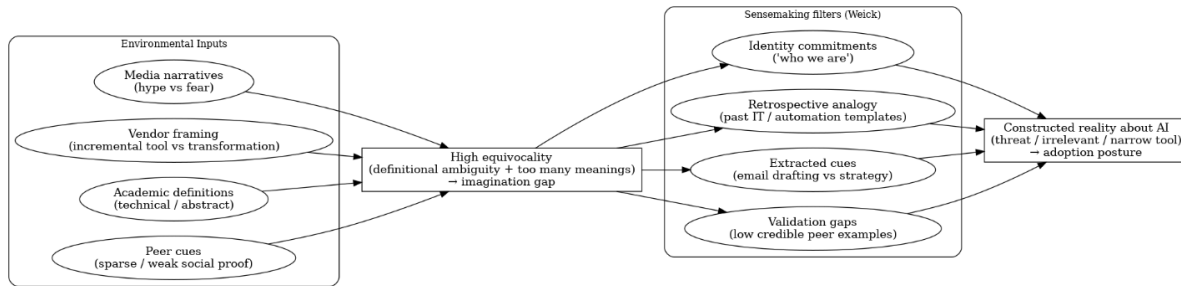 Environmental Inputs
Media narratives
(hype vs fear)
Vendor framing
(incremental tool vs transformation)
Academic definitions
(technical / abstract)
Peer cues
(sparse / weak social proof)
High equivocality
(definitional ambiguity + too many meanings)
→ imagination gap
Sensemaking filters (Weick)
Identity commitments
('who we are')
Retrospective analogy
(past IT / automation templates)
Extracted cues
(email drafting vs strategy)
Validation gaps
(low credible peer examples)
Constructed reality about AI
(threat / irrelevant / narrow tool)
→ adoption posture